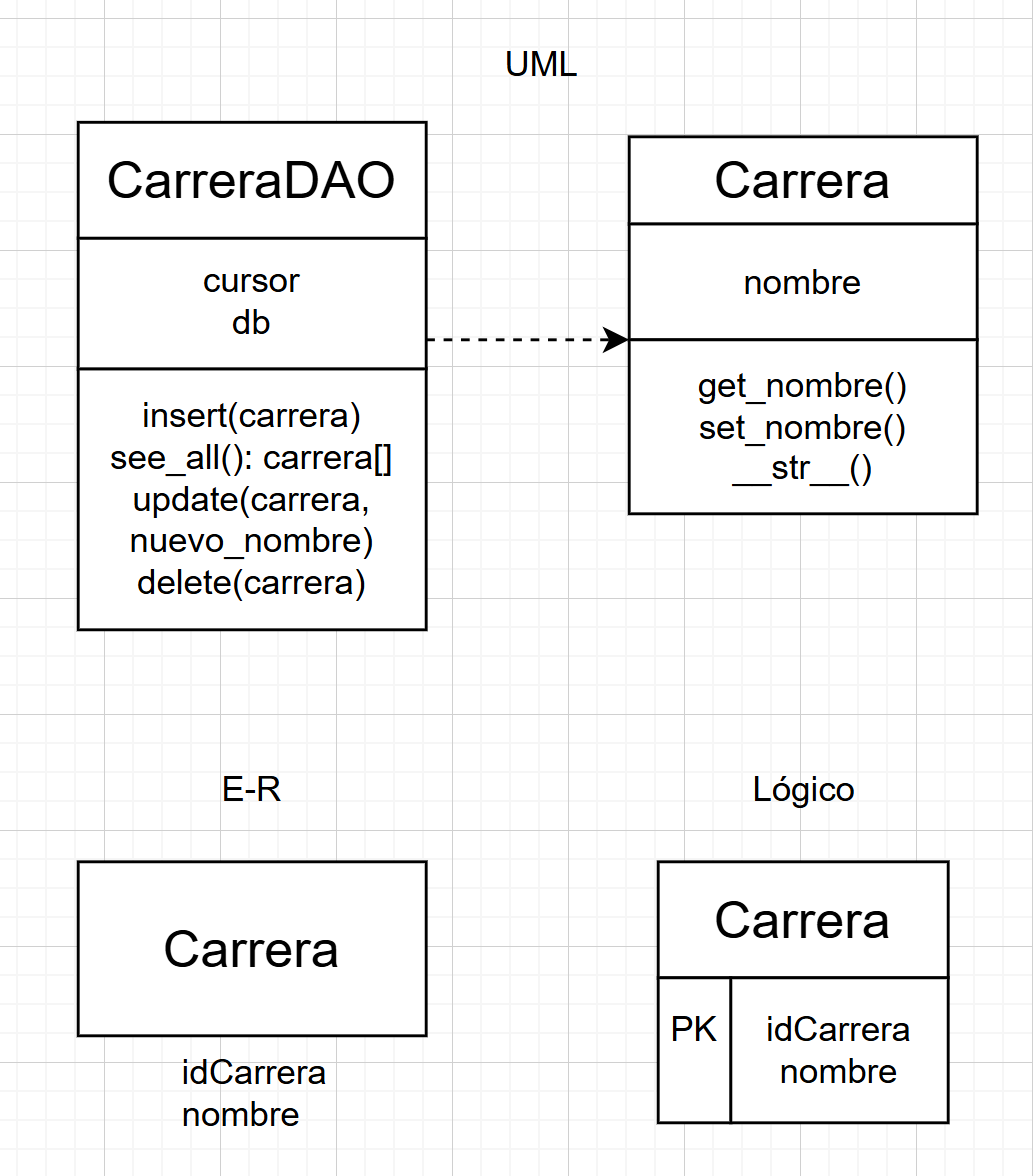 UML
CarreraDAO
cursor
db
insert(carrera)
see_all(): carrera[]
update(carrera,
nuevo_nombre)
delete(carrera)
Carrera
nombre
get_nombre()
set_nombre()
__str__()
E-R
Carrera
idCarrera
nombre
Lógico
Carrera
PK
idCarrera
nombre